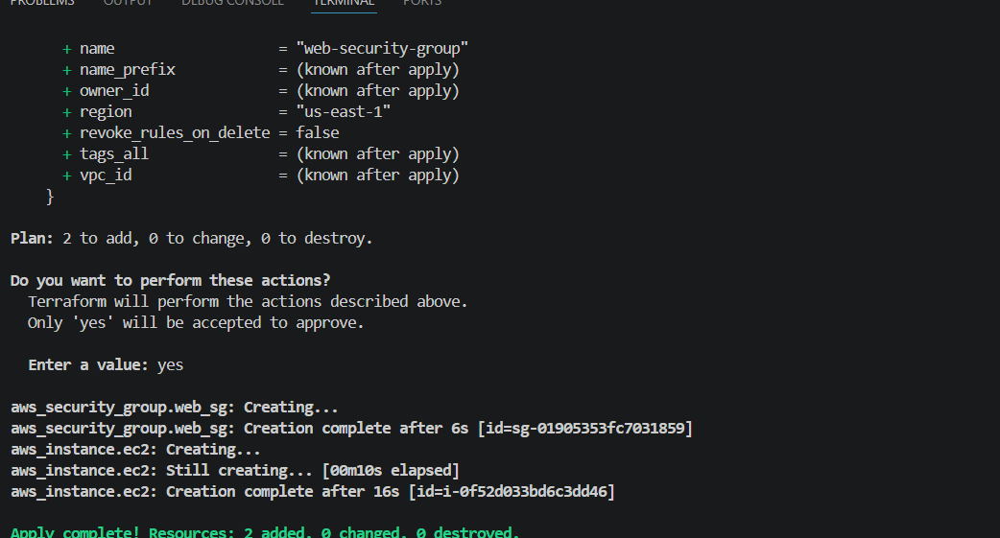 PROBLEMS OUTPUT DEBUG CONSOLE TERMINAL PORTS
+ name = "web-security-group"
+ name_prefix = (known after apply)
+ owner_id = (known after apply)
+ region = "us-east-1"
+ revoke_rules_on_delete = false
+ tags_all = (known after apply)
+ vpc_id = (known after apply)
}
Plan: 2 to add, 0 to change, 0 to destroy.
Do you want to perform these actions?
Terraform will perform the actions described above.
Only 'yes' will be accepted to approve.
Enter a value: yes
aws_security_group.web_sg: Creating...
aws_security_group.web_sg: Creation complete after 6s [id=sg-01905353fc7031859]
aws_instance.ec2: Creating...
aws_instance.ec2: Still creating... [00m10s elapsed]
aws_instance.ec2: Creation complete after 16s [id=i-0f52d033bd6c3dd46]
Apply complete! Resources: 2 added, 0 changed, 0 destroyed.